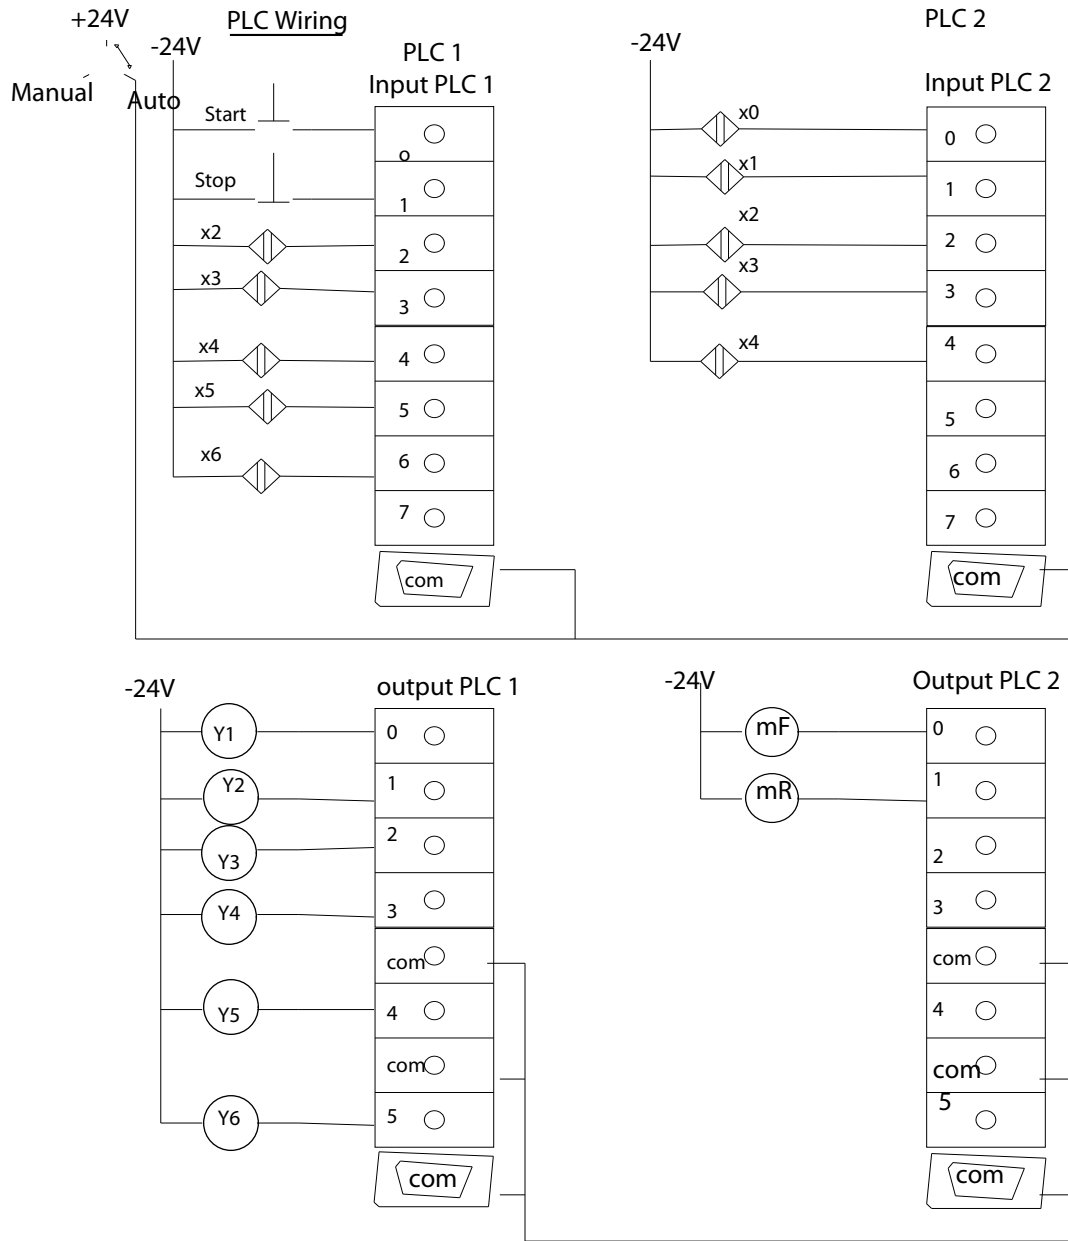 +24V
PLC Wiring
PLC 2
-24V
-24V
PLC 1
Manual
Auto
Input PLC 1
Input PLC 2
Start
o
Stop
1
x2
2
x3
3
x4
4
x5
5
x6
6
7
com
x0
0
x1
1
x2
2
x3
3
x4
4
5
6
7
com
-24V
output PLC 1
Y1
0
Y2
1
Y3
2
Y4
3
com
Y5
4
com
Y6
5
com
-24V
Output PLC 2
mF
0
mR
1
2
3
com
4
com
5
com